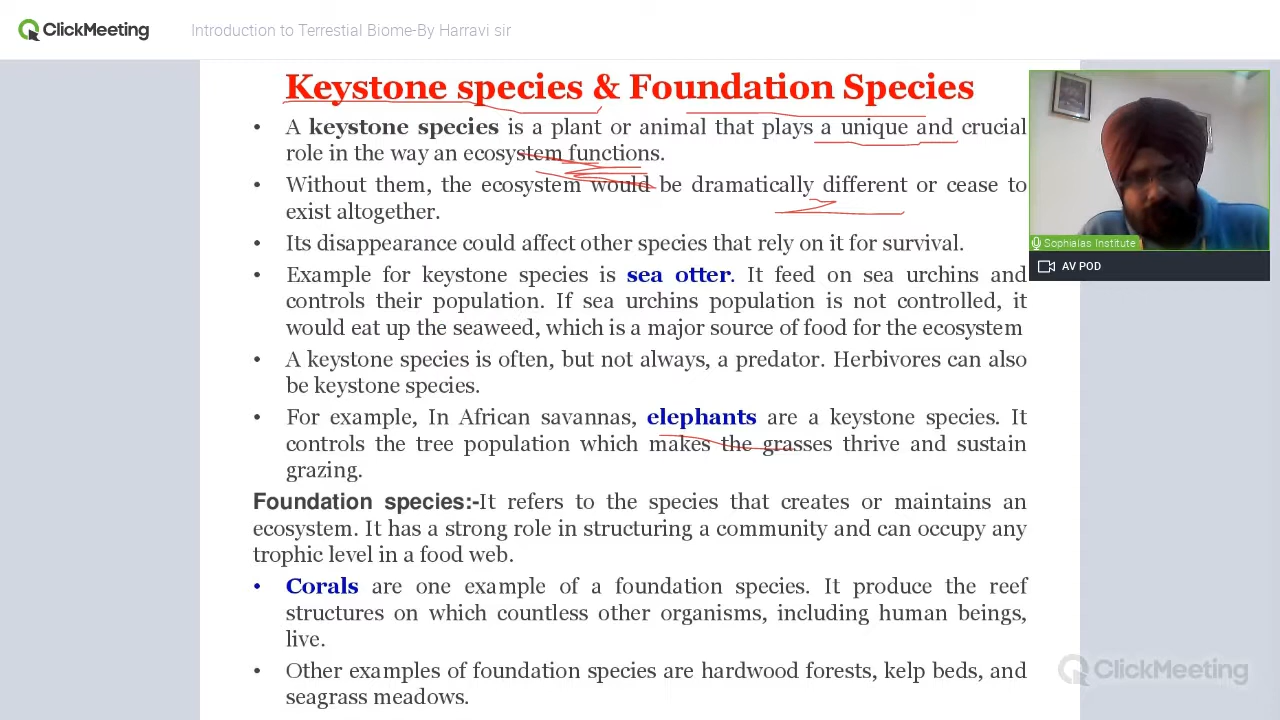 ClickMeeting Introduction to Terrestial Biome-By Harravi sir
Keystone species & Foundation Species
• A keystone species is a plant or animal that plays a unique and crucial
role in the way an ecosystem functions.
• Without them, the ecosystem would be dramatically different or cease to
exist altogether.
• Its disappearance could affect other species that rely on it for survival.
• Example for keystone species is sea otter. It feed on sea urchins and
controls their population. If sea urchins population is not controlled, it
would eat up the seaweed, which is a major source of food for the ecosystem
• A keystone species is often, but not always, a predator. Herbivores can also
be keystone species.
• For example, In African savannas, elephants are a keystone species. It
controls the tree population which makes the grasses thrive and sustain
grazing.
Foundation species:-It refers to the species that creates or maintains an
ecosystem. It has a strong role in structuring a community and can occupy any
trophic level in a food web.
• Corals are one example of a foundation species. It produce the reef
structures on which countless other organisms, including human beings,
live.
• Other examples of foundation species are hardwood forests, kelp beds, and
seagrass meadows.
Sophialas Institute
AV POD
ClickMeeting